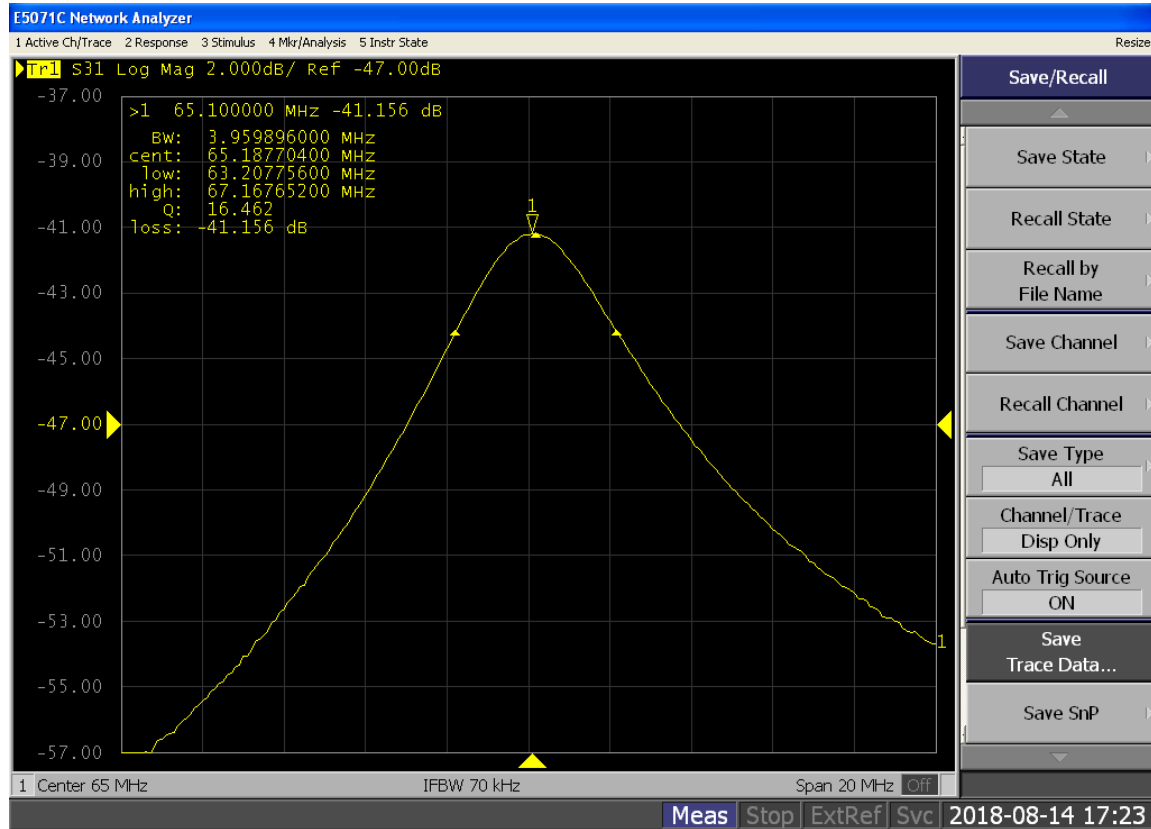 E5071C Network Analyzer
1 Active Ch/Trace 2 Response 3 Stimulus 4 Mkr/Analysis 5 Instr State Resize
Tr1 S31 Log Mag 2.000dB/ Ref -47.00dB
-37.00
>1 65.100000 MHz -41.156 dB
BW: 3.959896000 MHz
cent: 65.18770400 MHz
low: 63.20775600 MHz
high: 67.16765200 MHz
Q: 16.462
loss: -41.156 dB
1
-39.00
-41.00
-43.00
-45.00
-47.00
-49.00
-51.00
-53.00
1
-55.00
-57.00
1 Center 65 MHz IFBW 70 kHz Span 20 MHz Off
Meas Stop ExtRef Svc 2018-08-14 17:23
Save/Recall
Save State
Recall State
Recall by
File Name
Save Channel
Recall Channel
Save Type
All
Channel/Trace
Disp Only
Auto Trig Source
ON
Save
Trace Data...
Save SnP